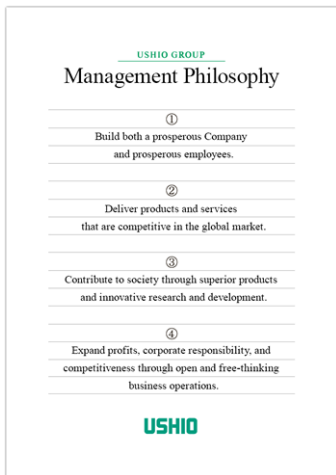 USHIO GROUP
Management Philosophy
①
Build both a prosperous Company
and prosperous employees.
②
Deliver products and services
that are competitive in the global market.
③
Contribute to society through superior products
and innovative research and development.
④
Expand profits, corporate responsibility, and
competitiveness through open and free-thinking
business operations.
USHIO